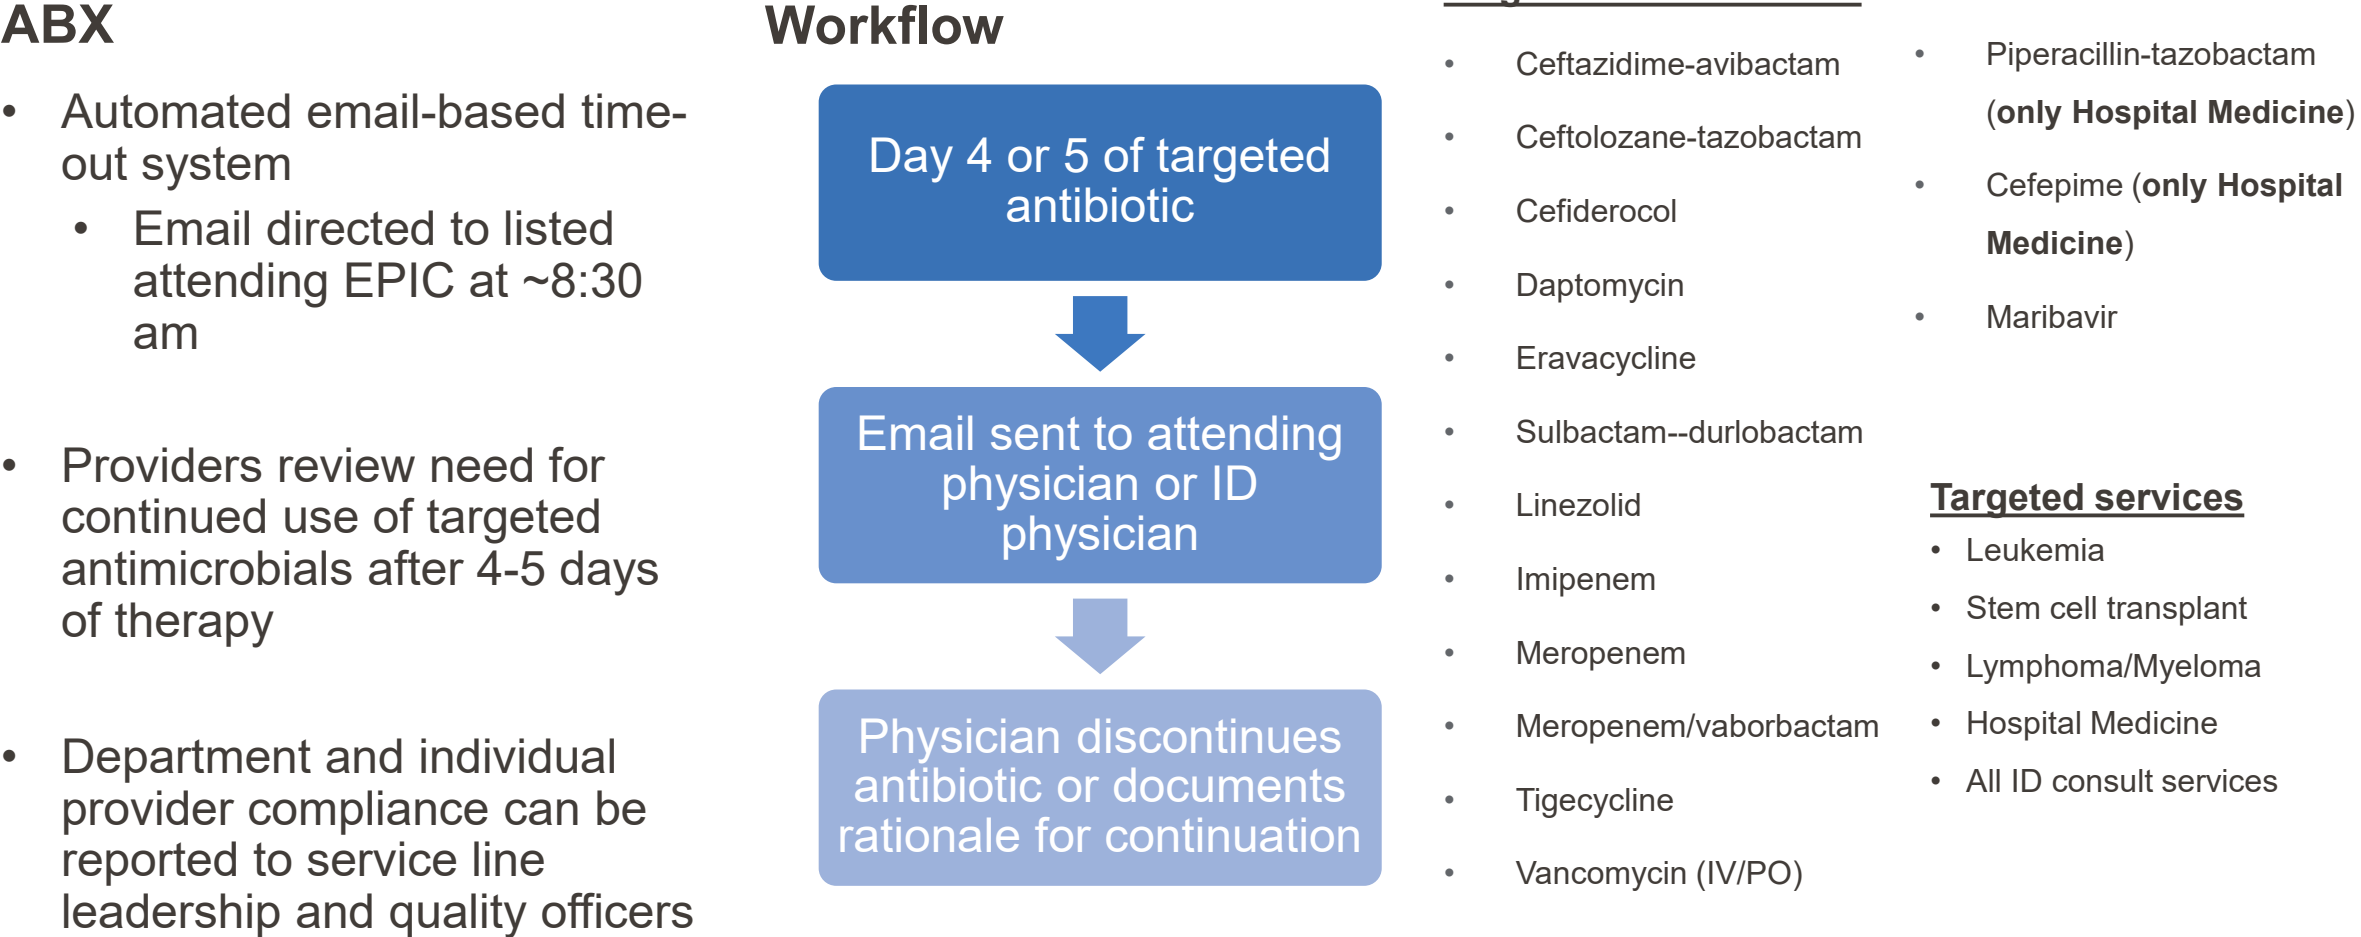 ABX
• Automated email-based time-
out system
• Email directed to listed
attending EPIC at ~8:30
am
• Providers review need for
continued use of targeted
antimicrobials after 4-5 days
of therapy
• Department and individual
provider compliance can be
reported to service line
leadership and quality officers
Workflow
Day 4 or 5 of targeted
antibiotic
Email sent to attending
physician or ID
physician
Physician discontinues
antibiotic or documents
rationale for continuation
• Ceftazidime-avibactam
• Ceftolozane-tazobactam
• Cefiderocol
• Daptomycin
• Eravacycline
• Sulbactam--durlobactam
• Linezolid
• Imipenem
• Meropenem
• Meropenem/vaborbactam
• Tigecycline
• Vancomycin (IV/PO)
• Piperacillin-tazobactam
(only Hospital Medicine)
• Cefepime (only Hospital
Medicine)
• Maribavir
Targeted services
• Leukemia
• Stem cell transplant
• Lymphoma/Myeloma
• Hospital Medicine
• All ID consult services